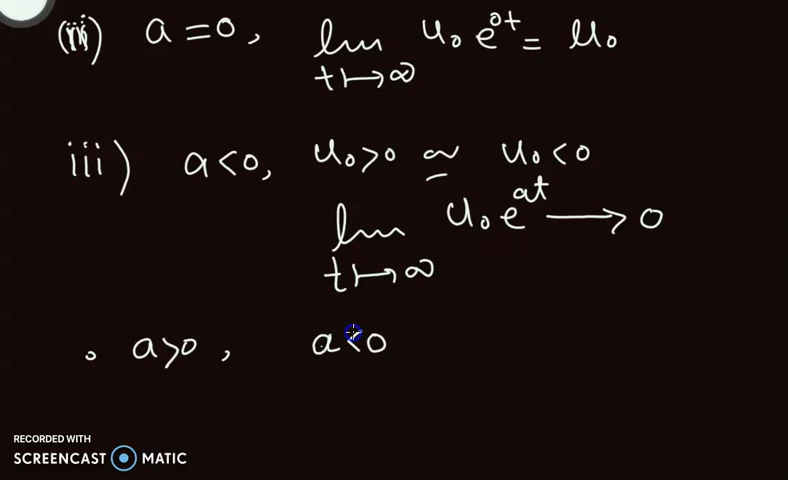 (ii) a = 0, lim u₀ e^{0t} = u₀
t↦∞
iii) a < 0, u₀ > 0 or u₀ < 0
lim u₀ e^{at} ⟶ 0
t↦∞
∘ a > 0, a < 0
RECORDED WITH
SCREENCAST MATIC